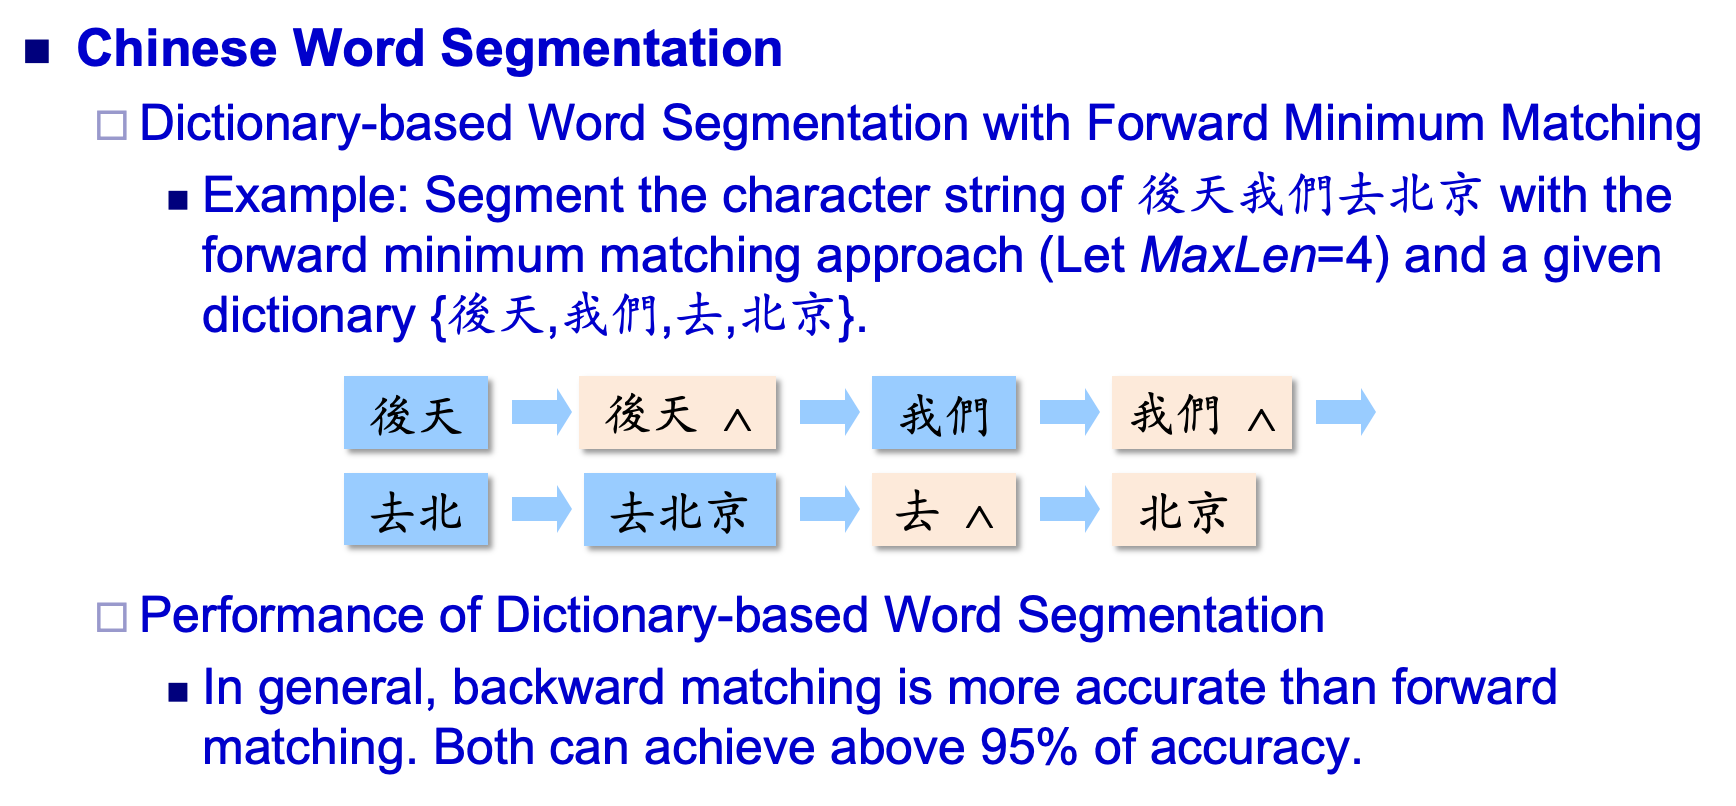 Chinese Word Segmentation
Dictionary-based Word Segmentation with Forward Minimum Matching
Example: Segment the character string of 後天我們去北京 with the
forward minimum matching approach (Let MaxLen=4) and a given
dictionary {後天,我們,去,北京}.
後天 後天 ∧ 我們 我們 ∧
去北 去北京 去 ∧ 北京
Performance of Dictionary-based Word Segmentation
In general, backward matching is more accurate than forward
matching. Both can achieve above 95% of accuracy.